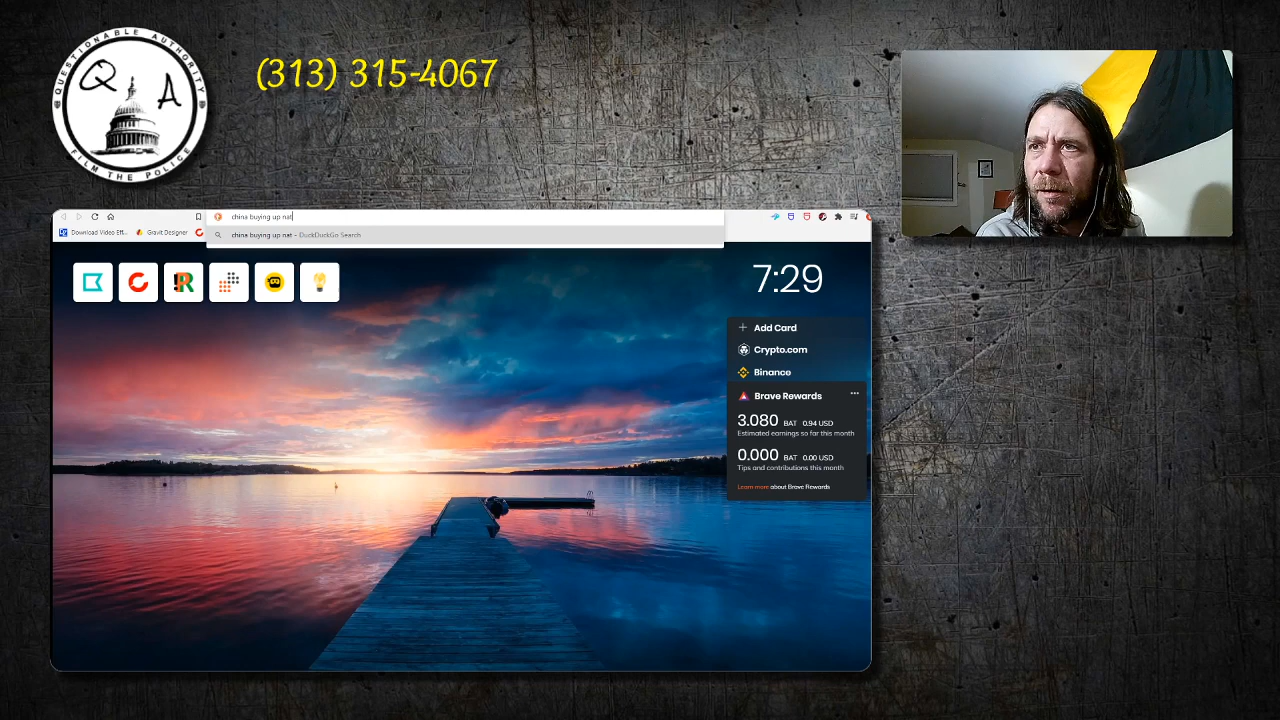 QUESTIONABLE AUTHORITY
Q A
FILM THE POLICE
(313) 315-4067
china buying up nat
Download Video Eff...
Gravit Designer
china buying up nat - DuckDuckGo Search
7:29
Add Card
Crypto.com
Binance
Brave Rewards
3.080 BAT 0.94 USD
Estimated earnings so far this month
0.000 BAT 0.00 USD
Tips and contributions this month
Learn more about Brave Rewards